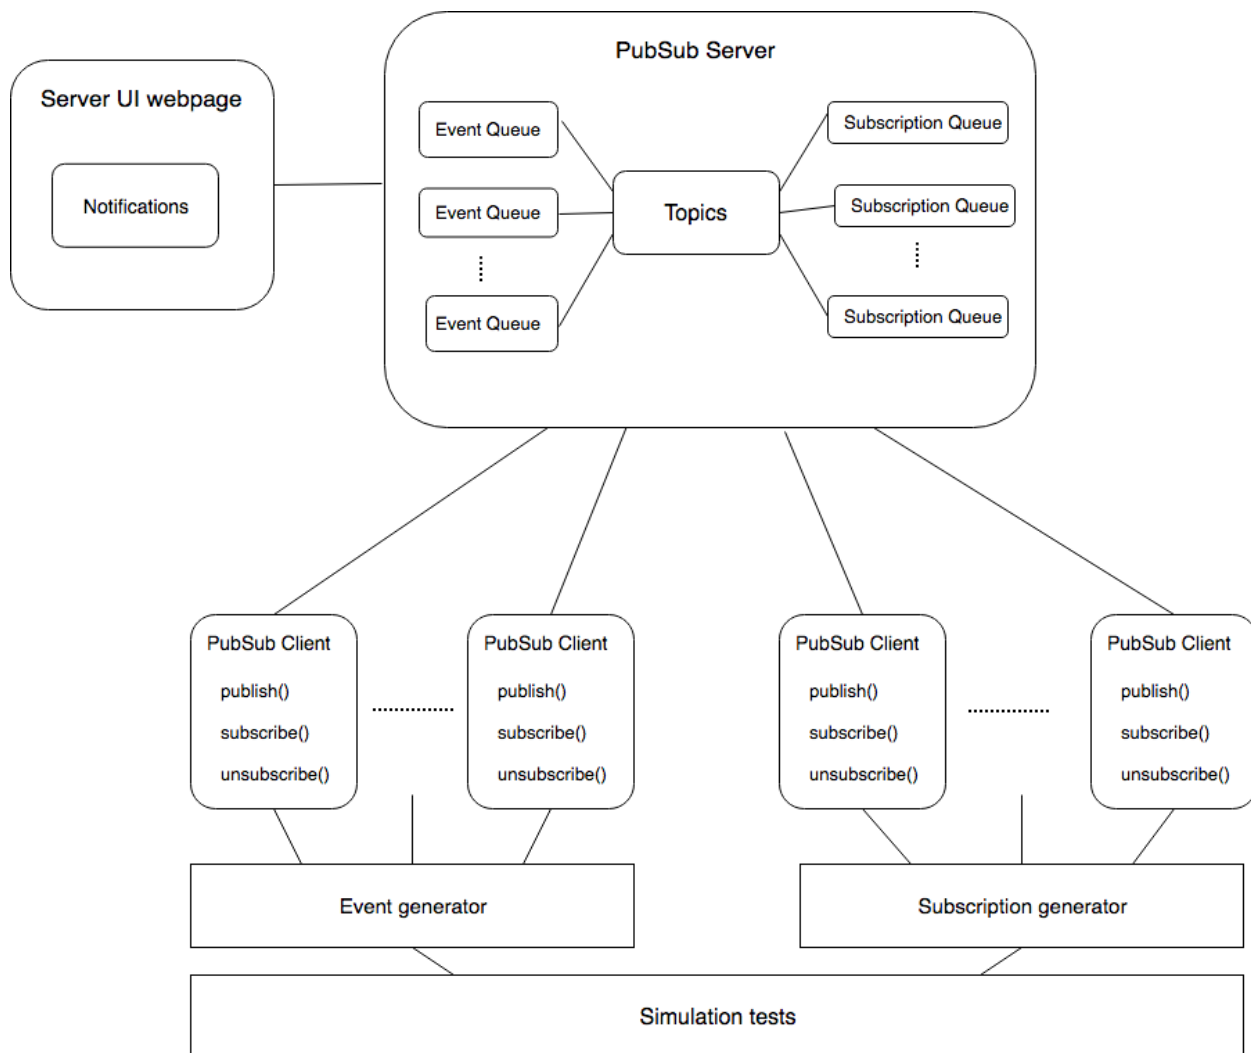 PubSub Server
Server UI webpage
Notifications
Event Queue
Event Queue
Event Queue
Topics
Subscription Queue
Subscription Queue
Subscription Queue
PubSub Client
publish()
subscribe()
unsubscribe()
PubSub Client
publish()
subscribe()
unsubscribe()
PubSub Client
publish()
subscribe()
unsubscribe()
PubSub Client
publish()
subscribe()
unsubscribe()
Event generator
Subscription generator
Simulation tests